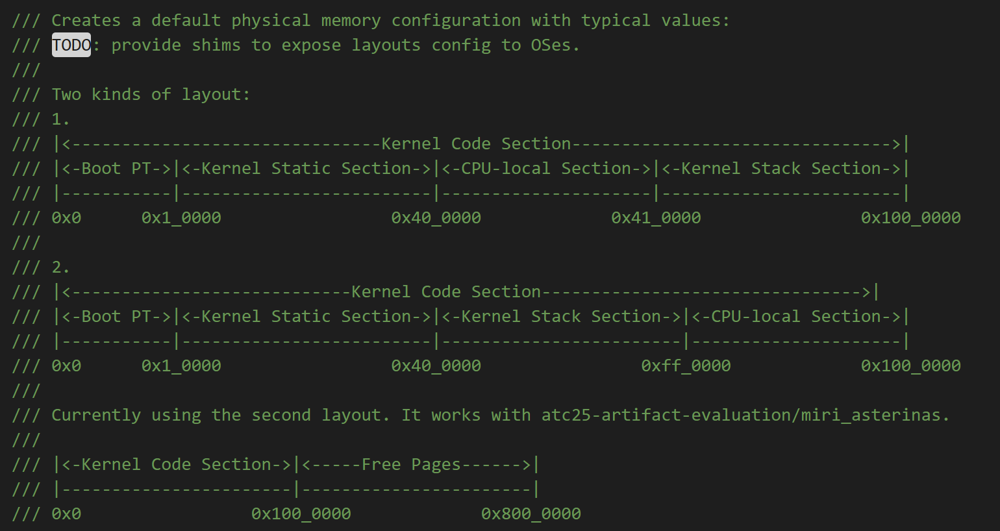 /// Creates a default physical memory configuration with typical values:
/// TODO: provide shims to expose layouts config to OSes.
///
/// Two kinds of layout:
/// 1.
/// |<-------------------------------Kernel Code Section-------------------------------->|
/// |<-Boot PT->|<-Kernel Static Section->|<-CPU-local Section->|<-Kernel Stack Section->|
/// |-----------|-------------------------|---------------------|------------------------|
/// 0x0      0x1_0000                 0x40_0000             0x41_0000                0x100_0000
///
/// 2.
/// |<----------------------------Kernel Code Section-------------------------------->|
/// |<-Boot PT->|<-Kernel Static Section->|<-Kernel Stack Section->|<-CPU-local Section->|
/// |-----------|-------------------------|------------------------|---------------------|
/// 0x0      0x1_0000                 0x40_0000                0xff_0000             0x100_0000
///
/// Currently using the second layout. It works with atc25-artifact-evaluation/miri_asterinas.
///
/// |<-Kernel Code Section->|<-----Free Pages------>|
/// |-----------------------|-----------------------|
/// 0x0                 0x100_0000             0x800_0000